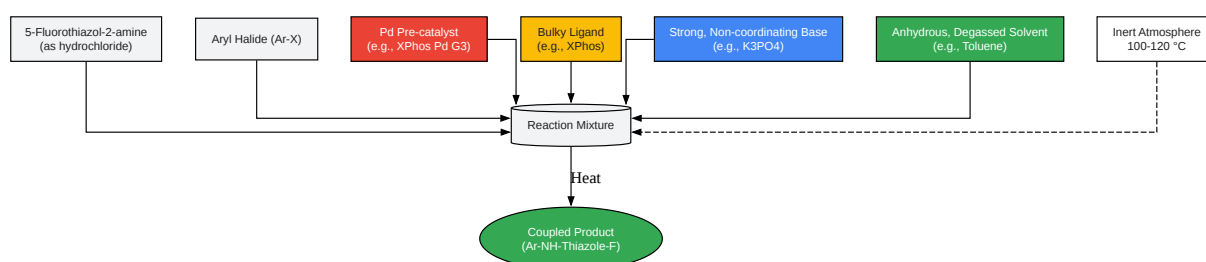 5-Fluorothiazol-2-amine
(as hydrochloride)
Aryl Halide (Ar-X)
Pd Pre-catalyst
(e.g., XPhos Pd G3)
Bulky Ligand
(e.g., XPhos)
Strong, Non-coordinating Base
(e.g., K3PO4)
Anhydrous, Degassed Solvent
(e.g., Toluene)
Inert Atmosphere
100-120 °C
Reaction Mixture
Heat
Coupled Product
(Ar-NH-Thiazole-F)